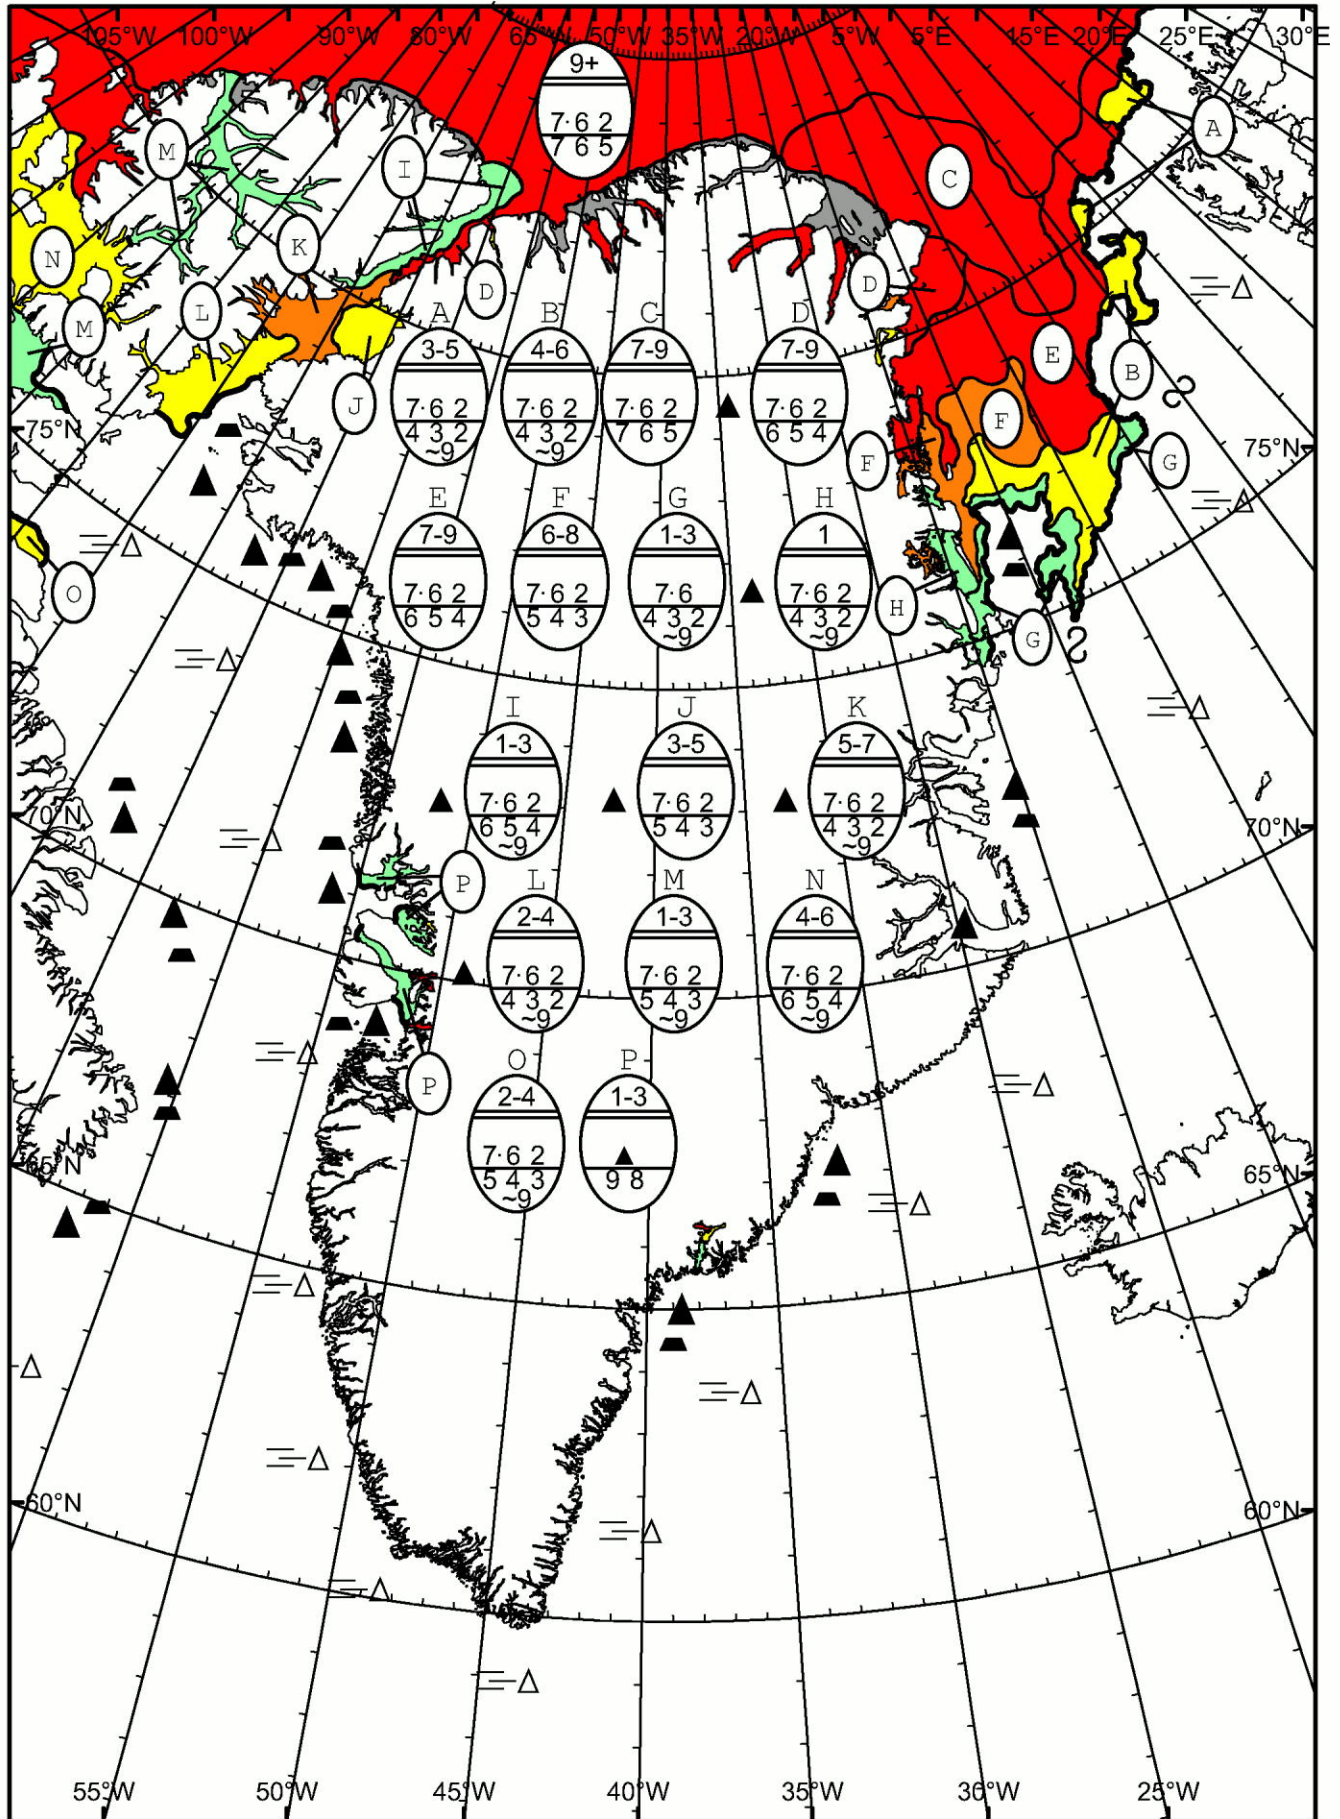 105°W 100°W 90°W 80°W 65°W 50°W 35°W 20°W 5°W 5°E 15°E 20°E 25°E 30°E
9+
7· 6 2
7 6 5
A
M
I
C
K
N
D
D
L
M
E
B
J
F
F
G
A B C D
3-5 4-6 7-9 7-9
7· 6 2 7· 6 2 7· 6 2 7· 6 2
4 3 2 4 3 2 7 6 5 6 5 4
~9 ~9
75°N 75°N
E F G H
7-9 6-8 1-3 1
7· 6 2 7· 6 2 7· 6 7· 6 2
6 5 4 5 4 3 4 3 2 4 3 2
~9 ~9
O
H
G
I J K
1-3 3-5 5-7
7· 6 2 7· 6 2 7· 6 2
6 5 4 5 4 3 4 3 2
~9 ~9
70°N 70°N
P
L M N
2-4 1-3 4-6
7· 6 2 7· 6 2 7· 6 2
4 3 2 5 4 3 6 5 4
~9 ~9 ~9
P
O P
2-4 1-3
7· 6 2
5 4 3 9 8
~9
65°N 65°N
60°N 60°N
55°W 50°W 45°W 40°W 35°W 30°W 25°W